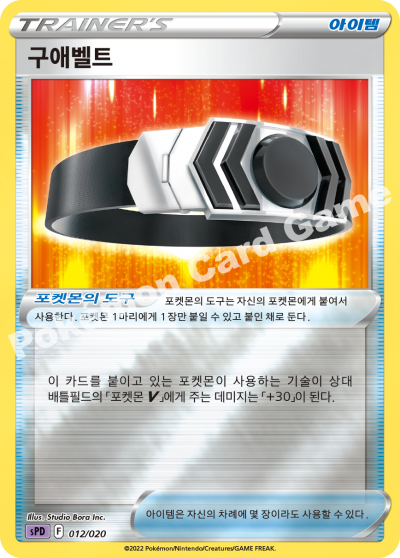 TRAINER'S
아이템
구애벨트
Pokémon Card Game
포켓몬의 도구
포켓몬의 도구는 자신의 포켓몬에게 붙여서
사용한다. 포켓몬 1마리에게 1장만 붙일 수 있고 붙인 채로 둔다.
이 카드를 붙이고 있는 포켓몬이 사용하는 기술이 상대
배틀필드의 「포켓몬 V」에게 주는 데미지는 「+30」이 된다.
Illus. Studio Bora Inc.
sPD F 012/020
아이템은 자신의 차례에 몇 장이라도 사용할 수 있다.
©2022 Pokémon/Nintendo/Creatures/GAME FREAK.